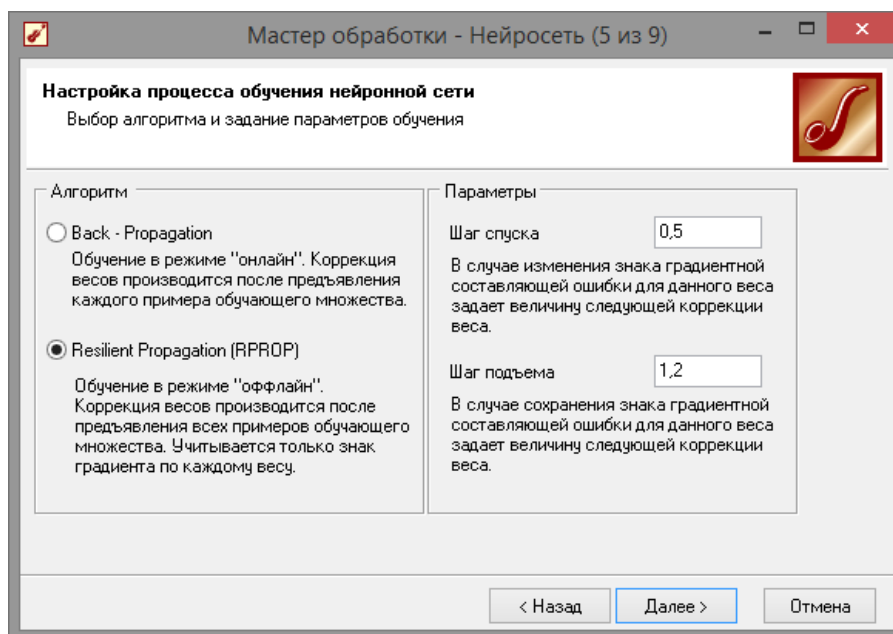 Мастер обработки - Нейросеть (5 из 9)
Настройка процесса обучения нейронной сети
Выбор алгоритма и задание параметров обучения
Алгоритм
Back - Propagation
Обучение в режиме "онлайн". Коррекция
весов производится после предъявления
каждого примера обучающего множества.
Resilient Propagation (RPROP)
Обучение в режиме "оффлайн".
Коррекция весов производится после
предъявления всех примеров обучающего
множества. Учитывается только знак
градиента по каждому весу.
Параметры
Шаг спуска 0,5
В случае изменения знака градиентной
составляющей ошибки для данного веса
задает величину следующей коррекции
веса.
Шаг подъема 1,2
В случае сохранения знака градиентной
составляющей ошибки для данного веса
задает величину следующей коррекции
веса.
< Назад Далее > Отмена